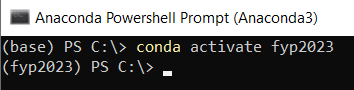 Anaconda Powershell Prompt (Anaconda3)
(base) PS C:\> conda activate fyp2023
(fyp2023) PS C:\>